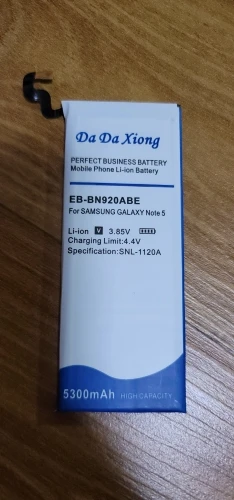 Da Da Xiong
PERFECT BUSINESS BATTERY
Mobile Phone Li-ion Battery
EB-BN920ABE
For SAMSUNG GALAXY Note 5
Li-ion V 3.85V
Charging Limit:4.4V
Specification:SNL-1120A
5300mAh HIGH CAPACITY